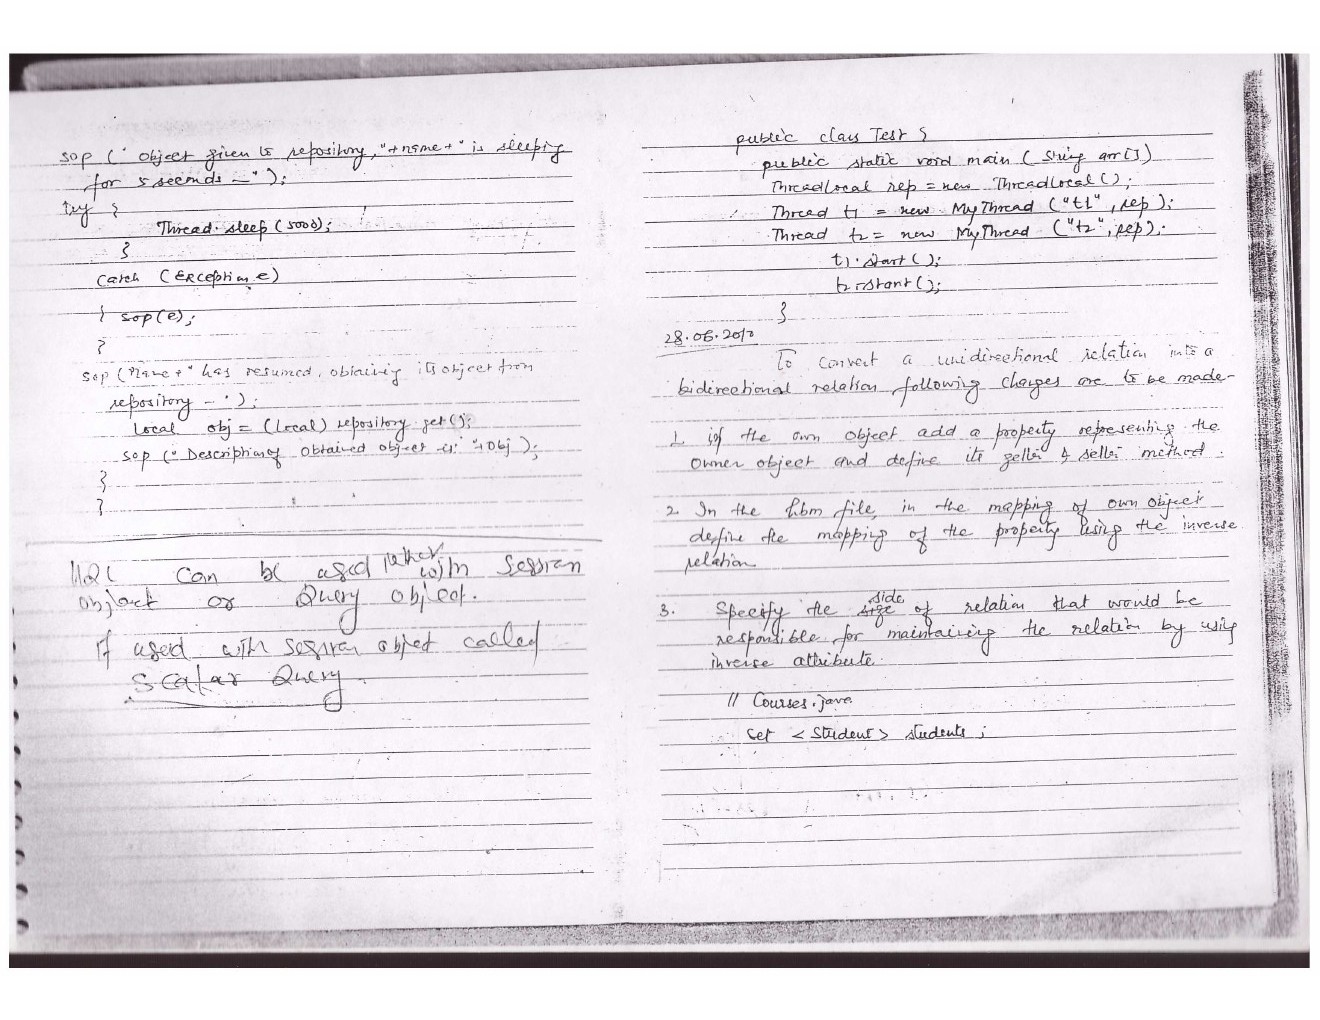 sop (" object given to repository, "+name+" is sleeping
for 5 seconds —");
try {
Thread.sleep (5000);
}
Catch (Exception e)
{ sop(e);
}
sop (name+" has resumed, obtaining its object from
repository —");
Local obj = (Local) repository.get();
sop (" Description of obtained object is: "+obj );
}
}
HQL can be used either with Session
object or Query object.
If used with session object called
Scalar Query.
public class Test {
public static void main ( String arr[])
ThreadLocal rep = new ThreadLocal();
Thread t1 = new MyThread ("t1", rep);
Thread t2 = new MyThread ("t2", rep);
t1.start();
t2.start();
}
28.06.2010
To convert a unidirectional relation into a
bidirectional relation following changes are to be made-
1. if the own object add a property representing the
owner object and define its getter & setter method.
2. In the hbm file, in the mapping of own object
define the mapping of the property using the inverse
relation.
3. Specify the side of relation that would be
responsible for maintaining the relation by using
inverse attribute.
// Courses.java
Set <Student> students ;